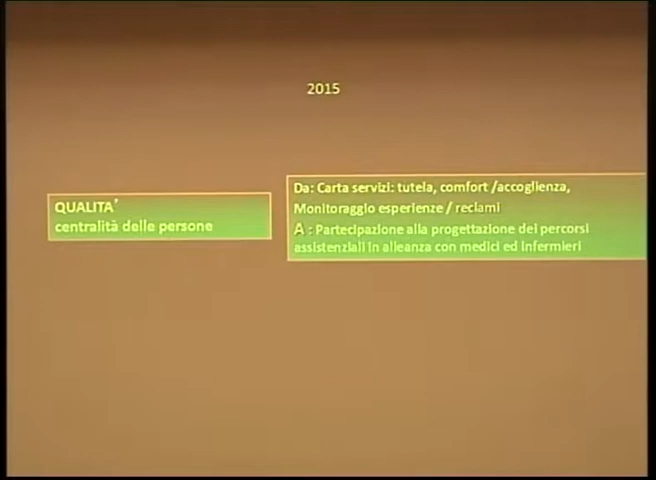 2015
QUALITA'
centralità delle persone
Da: Carta servizi: tutela, comfort /accoglienza,
Monitoraggio esperienze / reclami
A : Partecipazione alla progettazione dei percorsi
assistenziali in alleanza con medici ed infermieri